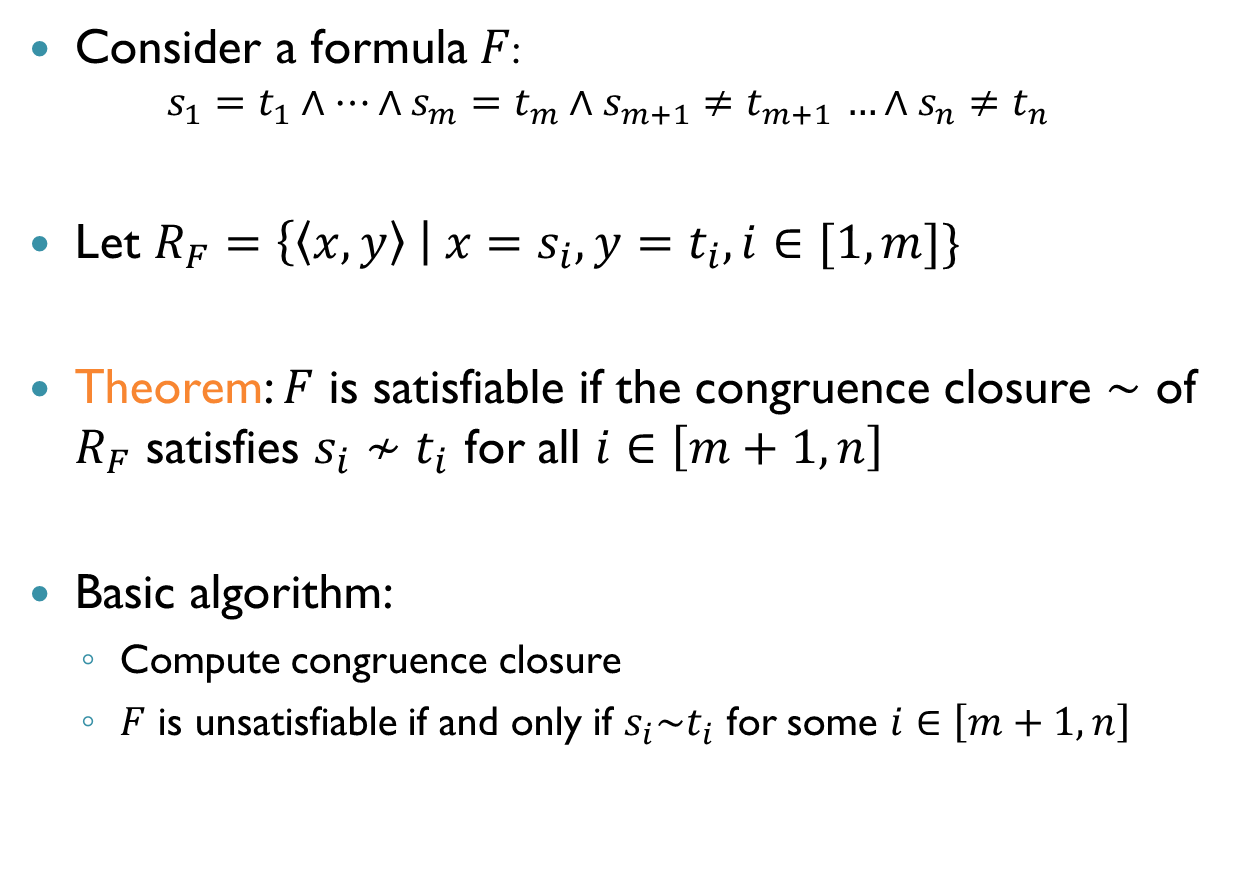 • Consider a formula F:
s₁ = t₁ ∧ ⋯ ∧ sₘ = tₘ ∧ sₘ₊₁ ≠ tₘ₊₁ … ∧ sₙ ≠ tₙ
• Let R_F = {⟨x, y⟩ | x = sᵢ, y = tᵢ, i ∈ [1, m]}
• Theorem: F is satisfiable if the congruence closure ~ of
R_F satisfies sᵢ ≁ tᵢ for all i ∈ [m + 1, n]
• Basic algorithm:
◦ Compute congruence closure
◦ F is unsatisfiable if and only if sᵢ~tᵢ for some i ∈ [m + 1, n]